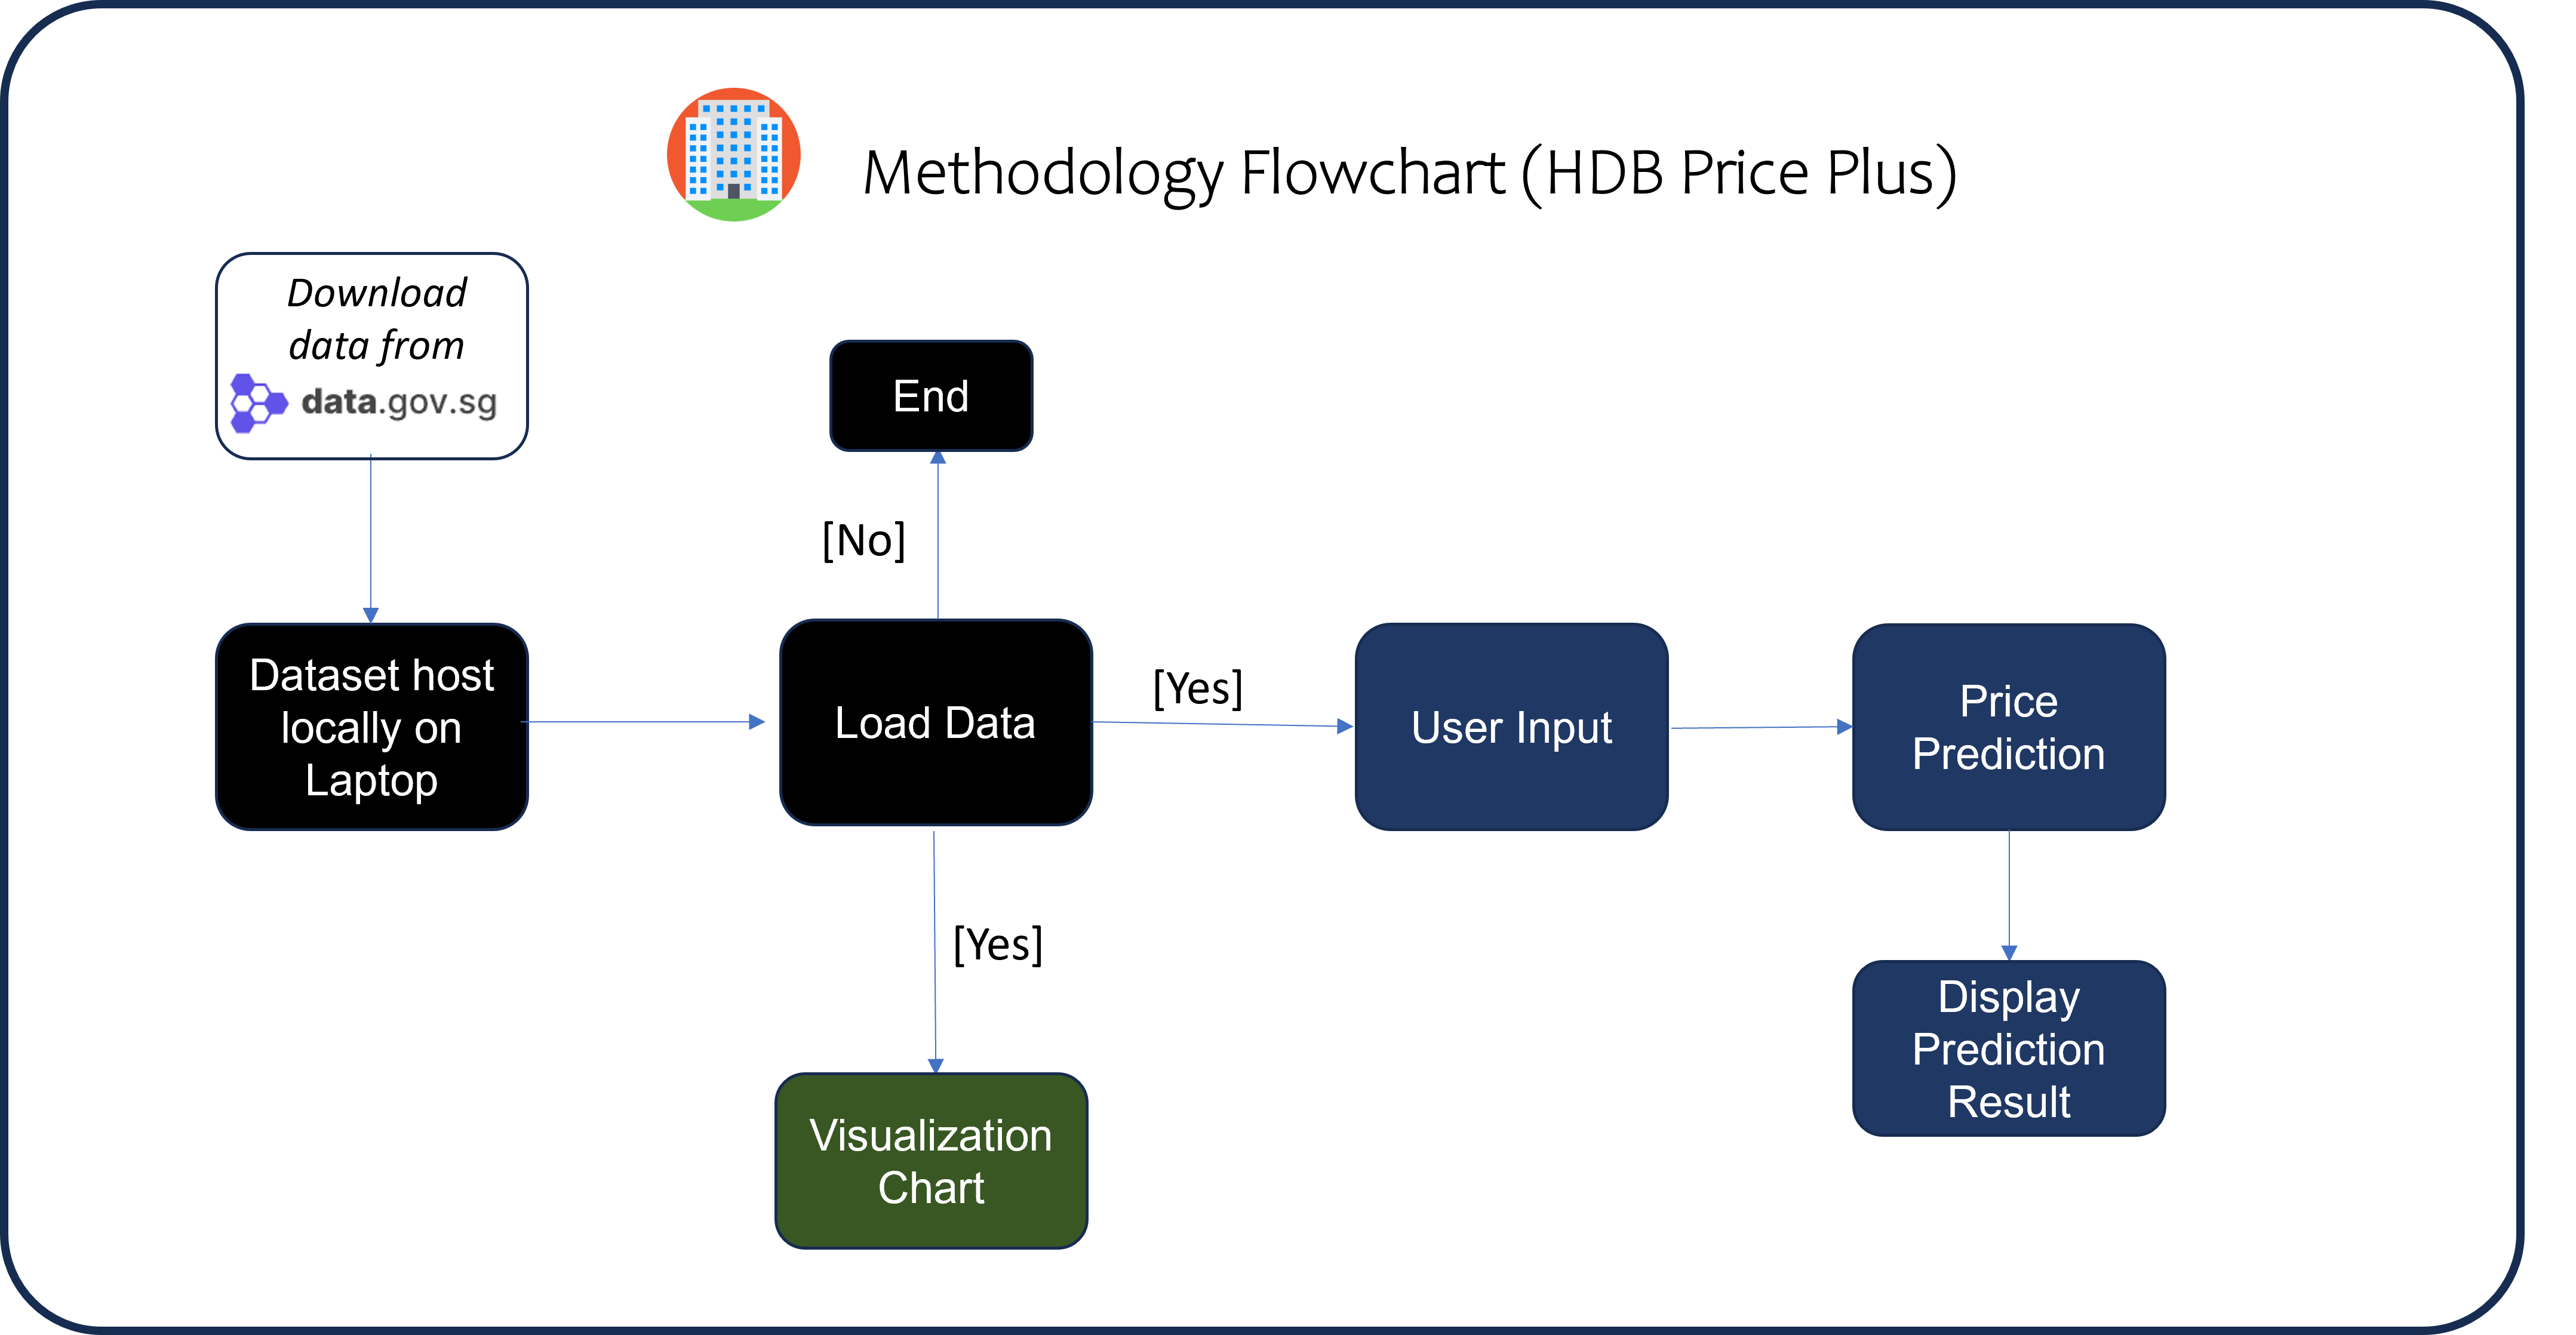 Methodology Flowchart (HDB Price Plus)
Download
data from
data.gov.sg
End
[No]
Dataset host
locally on
Laptop
Load Data
[Yes]
User Input
Price
Prediction
[Yes]
Display
Prediction
Result
Visualization
Chart